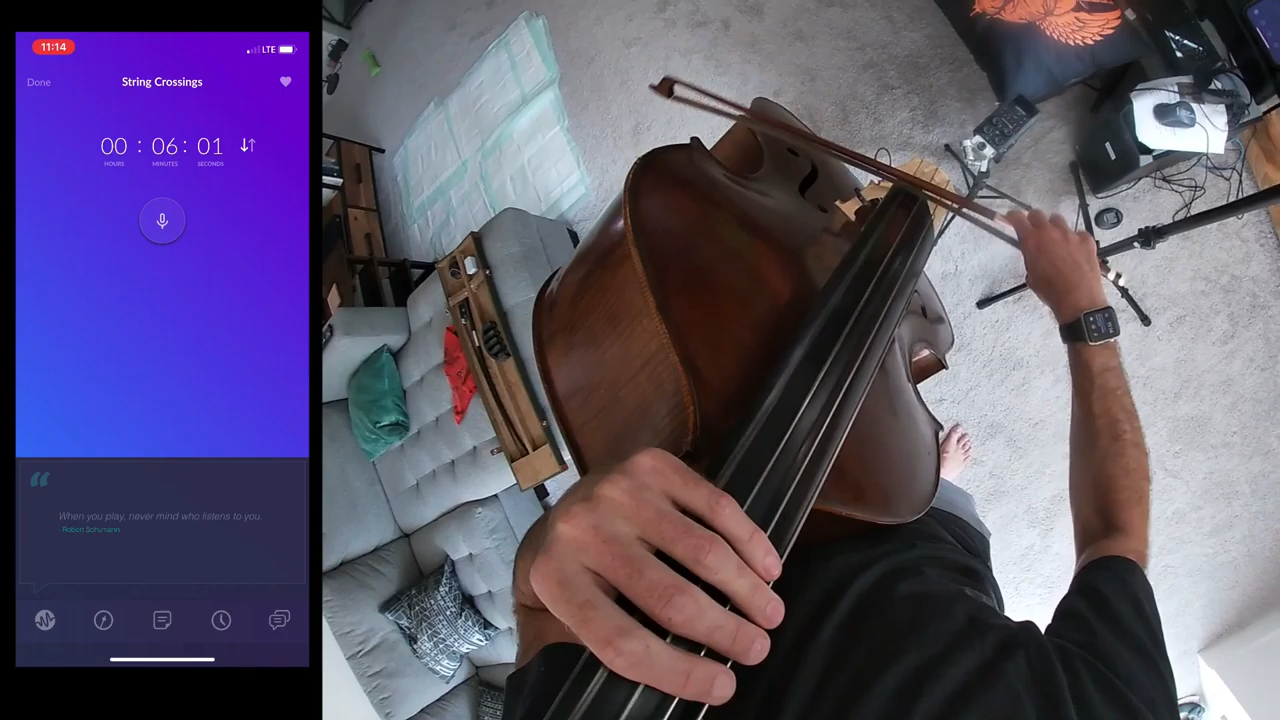 11:14
LTE
Done
String Crossings
00 : 06 : 01
HOURS MINUTES SECONDS
“
When you play, never mind who listens to you.
- Robert Schumann